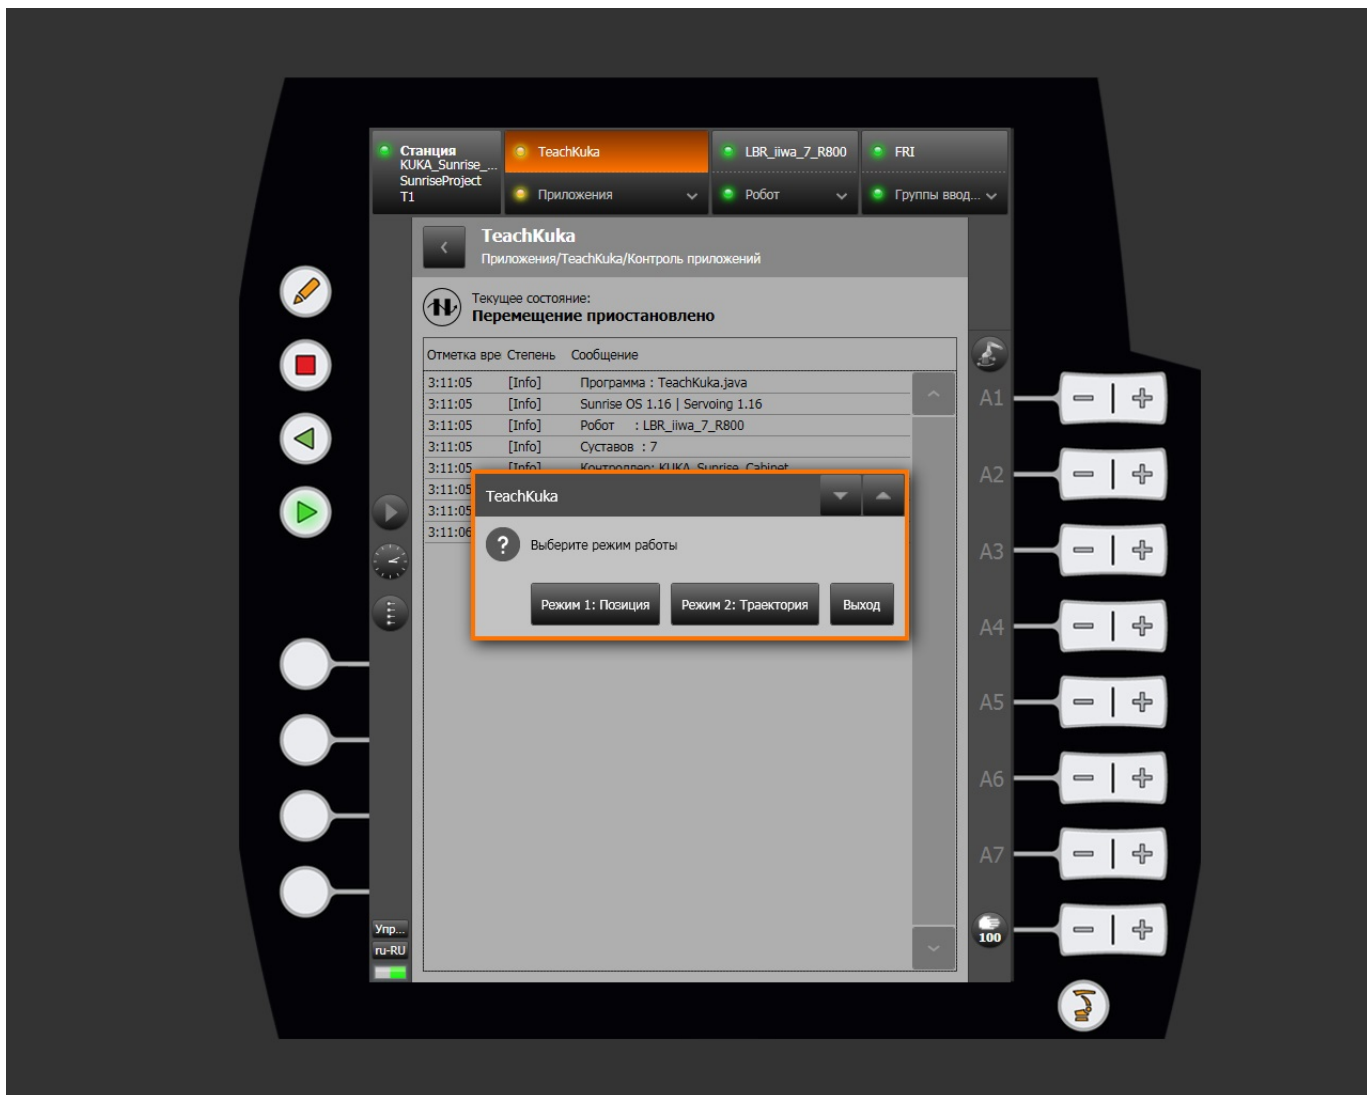 Станция
KUKA_Sunrise_...
SunriseProject
T1
TeachKuka
Приложения
LBR_iiwa_7_R800
Робот
FRI
Группы ввод...
TeachKuka
Приложения/TeachKuka/Контроль приложений
Текущее состояние:
Перемещение приостановлено
Отметка вре Степень Сообщение
3:11:05 [Info] Программа : TeachKuka.java
3:11:05 [Info] Sunrise OS 1.16 | Servoing 1.16
3:11:05 [Info] Робот : LBR_iiwa_7_R800
3:11:05 [Info] Суставов : 7
3:11:05 [Info] Контроллер: KUKA_Sunrise_Cabinet
3:11:05
3:11:05
3:11:06
TeachKuka
Выберите режим работы
Режим 1: Позиция
Режим 2: Траектория
Выход
A1
A2
A3
A4
A5
A6
A7
100
Упр...
ru-RU